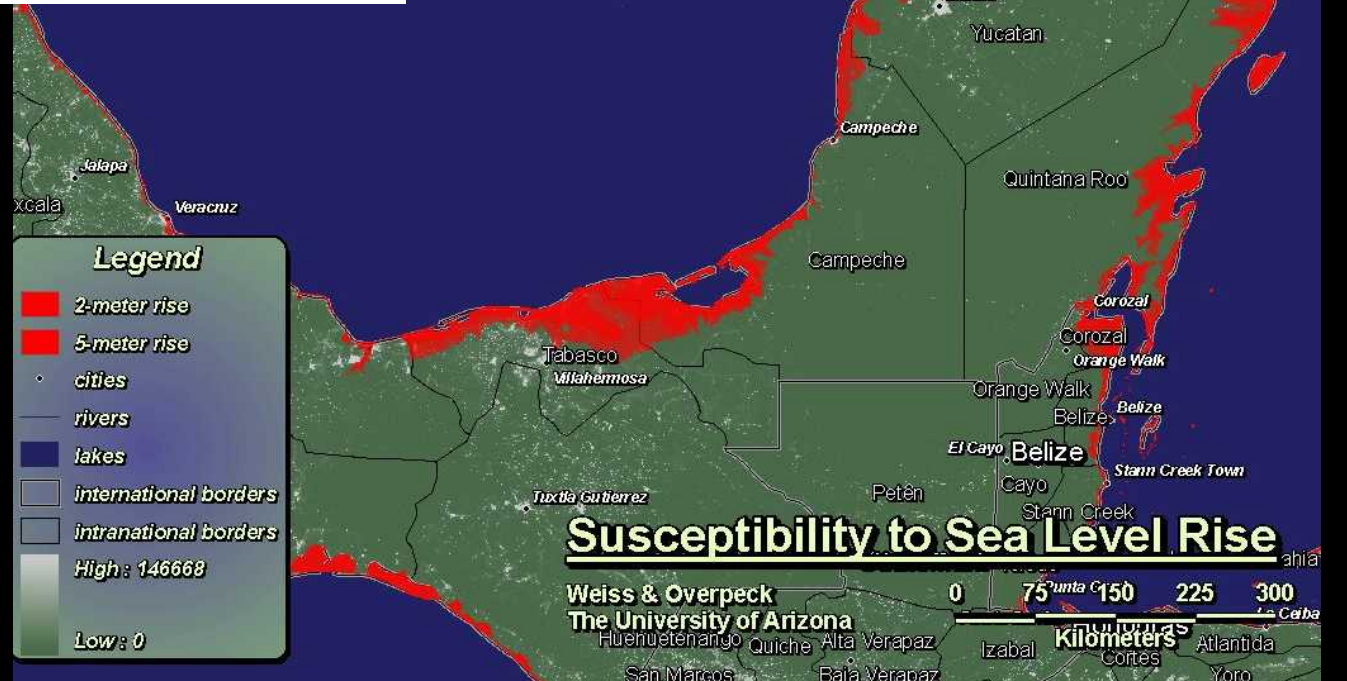 Yucatan
Campeche
Jalapa
Quintana Roo
xcala
Veracruz
Campeche
Legend
2-meter rise
5-meter rise
cities
rivers
lakes
international borders
intranational borders
High : 146668
Low : 0
Corozal
Corozal
Orange Walk
Tabasco
Villahermosa
Orange Walk
Belize
Belize
El Cayo
Belize
Stann Creek Town
Cayo
Petên
Tuxtla Gutierrez
Stann Creek
Susceptibility to Sea Level Rise
ahia
Weiss & Overpeck
The University of Arizona
0 75 150 225 300
Kilometers
La Ceiba
Huehuetenango
Quiche
Alta Verapaz
Izabal
Cortes
Atlantida
San Marcos
Baja Verapaz
Yoro